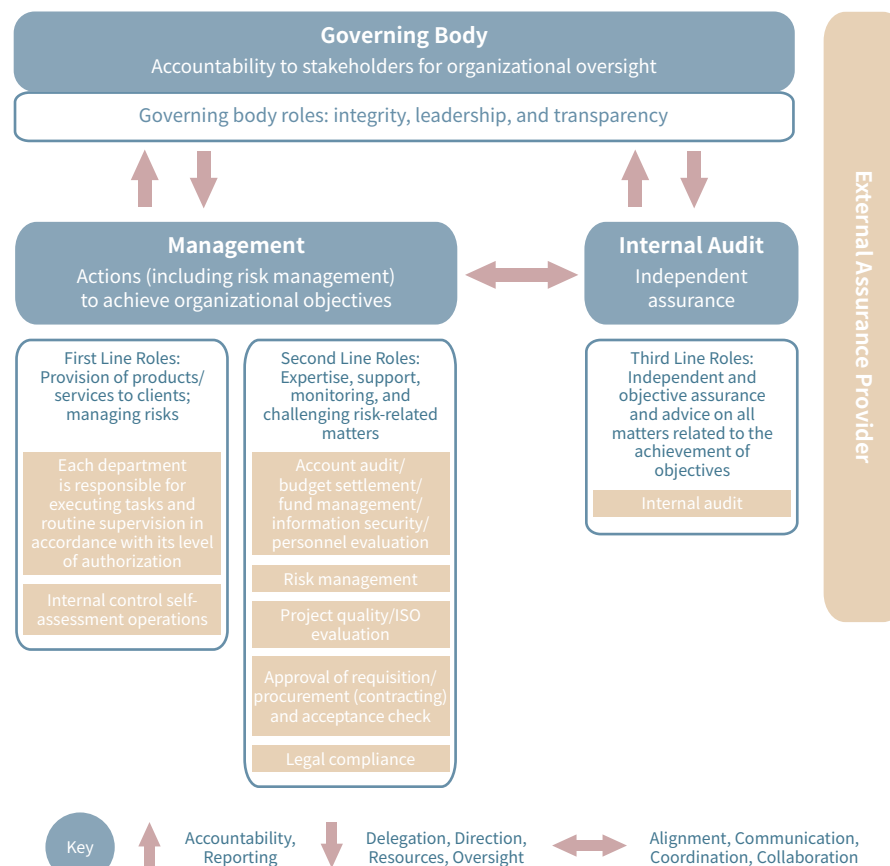 Governing Body
Accountability to stakeholders for organizational oversight
Governing body roles: integrity, leadership, and transparency
Management
Actions (including risk management)
to achieve organizational objectives
Internal Audit
Independent
assurance
First Line Roles:
Provision of products/
services to clients;
managing risks
Each department
is responsible for
executing tasks and
routine supervision in
accordance with its level
of authorization
Internal control self-
assessment operations
Second Line Roles:
Expertise, support,
monitoring, and
challenging risk-related
matters
Account audit/
budget settlement/
fund management/
information security/
personnel evaluation
Risk management
Project quality/ISO
evaluation
Approval of requisition/
procurement (contracting)
and acceptance check
Legal compliance
Third Line Roles:
Independent and
objective assurance
and advice on all
matters related to the
achievement of
objectives
Internal audit
External Assurance Provider
Key
Accountability,
Reporting
Delegation, Direction,
Resources, Oversight
Alignment, Communication,
Coordination, Collaboration